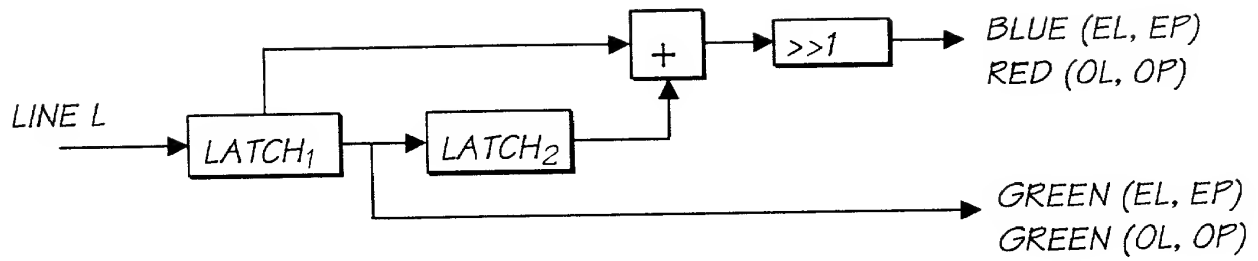 BLUE (EL, EP)
RED (OL, OP)
+
>>1
LINE L
LATCH₁
LATCH₂
GREEN (EL, EP)
GREEN (OL, OP)